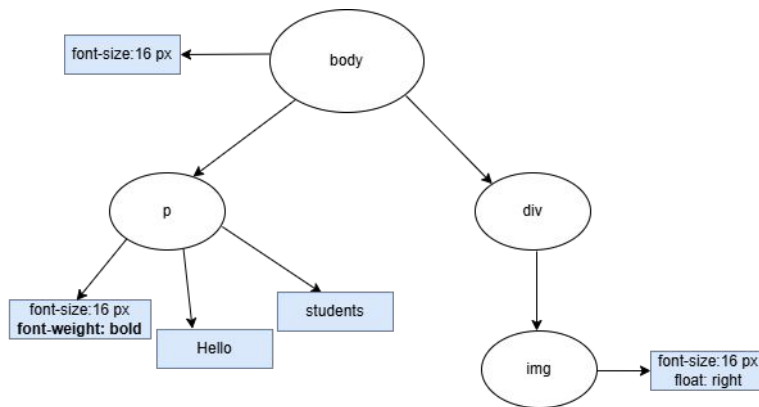 font-size:16 px
body
p
div
font-size:16 px
font-weight: bold
Hello
students
img
font-size:16 px
float: right